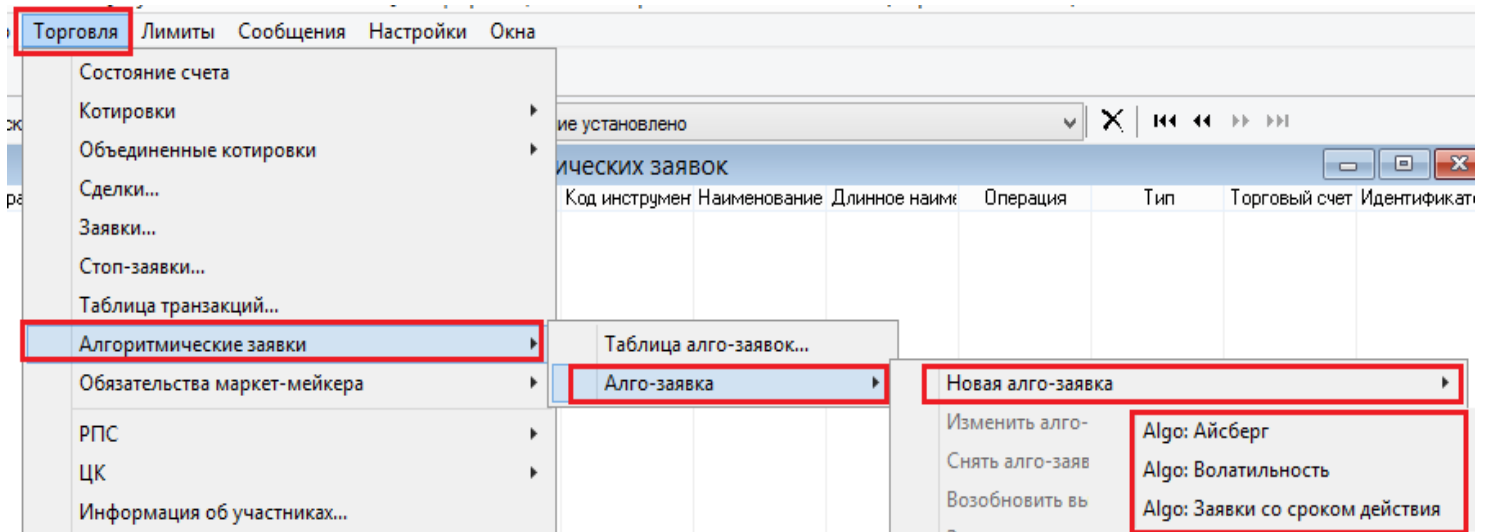 Торговля Лимиты Сообщения Настройки Окна
Состояние счета
Котировки
ие установлено
Объединенные котировки
ических заявок
Сделки...
Код инструмен Наименование Длинное наиме Операция Тип Торговый счет Идентификат
Заявки...
Стоп-заявки...
Таблица транзакций...
Алгоритмические заявки
Таблица алго-заявок...
Обязательства маркет-мейкера
Алго-заявка
Новая алго-заявка
РПС
Изменить алго-
Algo: Айсберг
ЦК
Снять алго-заяв
Algo: Волатильность
Информация об участниках...
Возобновить вь
Algo: Заявки со сроком действия